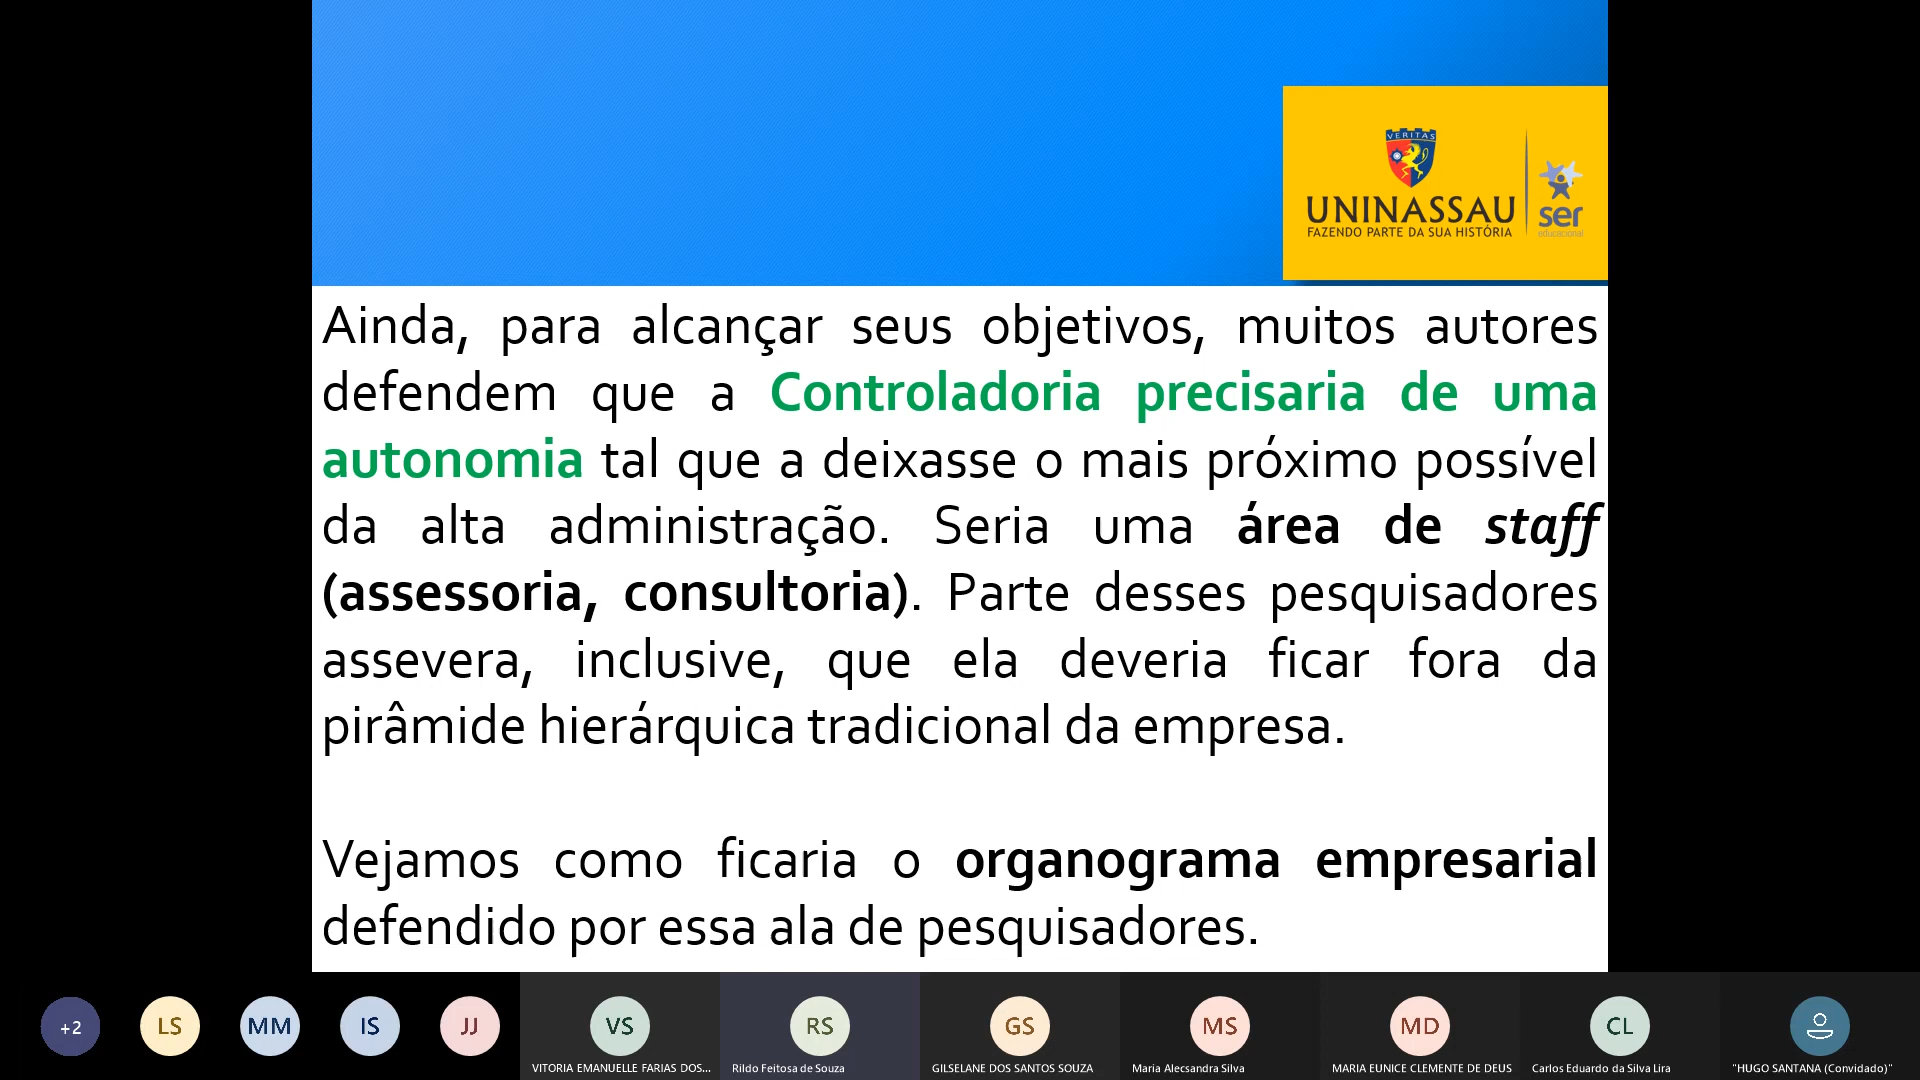 VERITAS
UNINASSAU
FAZENDO PARTE DA SUA HISTÓRIA
ser
educacional
Ainda, para alcançar seus objetivos, muitos autores
defendem que a Controladoria precisaria de uma
autonomia tal que a deixasse o mais próximo possível
da alta administração. Seria uma área de staff
(assessoria, consultoria). Parte desses pesquisadores
assevera, inclusive, que ela deveria ficar fora da
pirâmide hierárquica tradicional da empresa.
Vejamos como ficaria o organograma empresarial
defendido por essa ala de pesquisadores.
+2
LS
MM
IS
JJ
VS
VITORIA EMANUELLE FARIAS DOS...
RS
Rildo Feitosa de Souza
GS
GILSELANE DOS SANTOS SOUZA
MS
Maria Alecsandra Silva
MD
MARIA EUNICE CLEMENTE DE DEUS
CL
Carlos Eduardo da Silva Lira
"HUGO SANTANA (Convidado)"